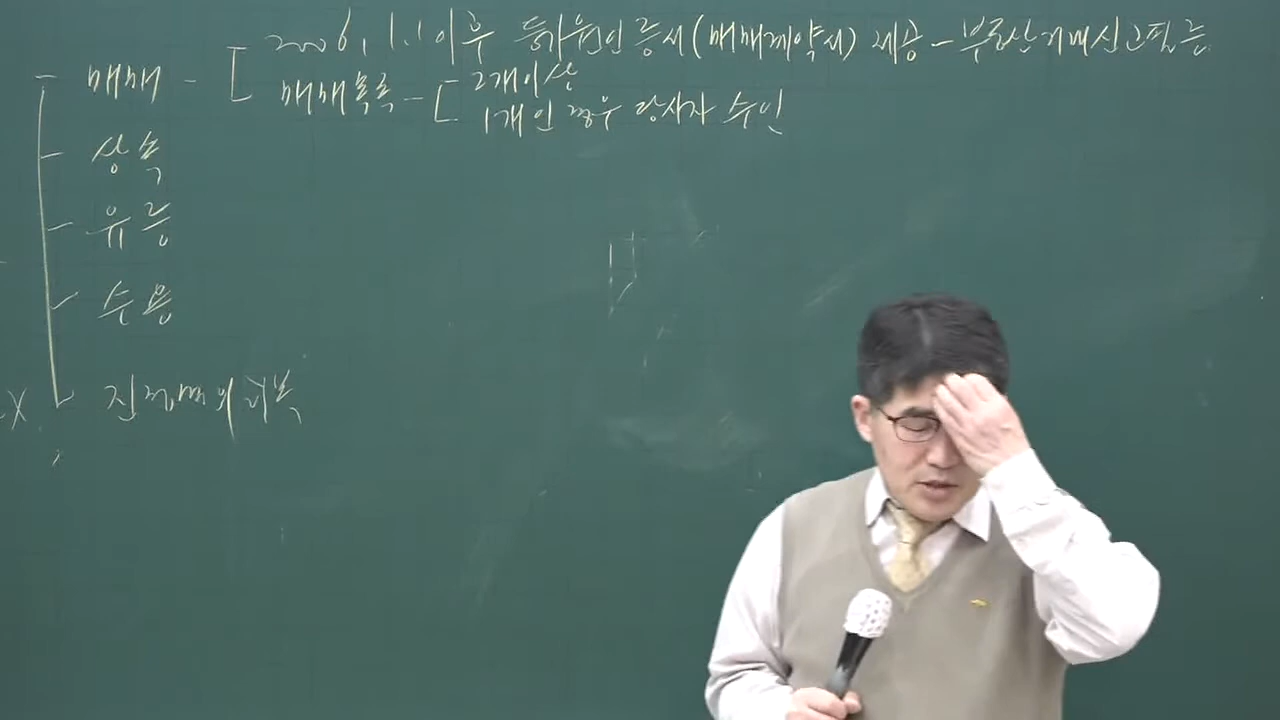 2006, 1.1 이후 등기원인증서(매매계약서) 제공 - 부동산거래신고필증
- 매매 - [ 매매목록 - [ 2개이상
1개인 경우 당사자 수인
- 상속
- 유증
- 수용
X 진정명의회복